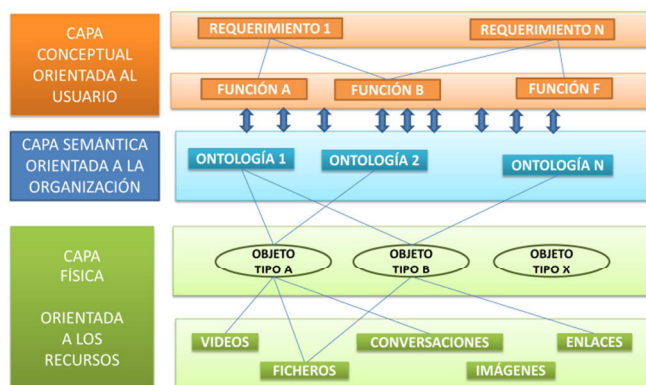 CAPA
CONCEPTUAL
ORIENTADA AL
USUARIO
REQUERIMIENTO 1
REQUERIMIENTO N
FUNCIÓN A
FUNCIÓN B
FUNCIÓN F
CAPA SEMÁNTICA
ORIENTADA A LA
ORGANIZACIÓN
ONTOLOGÍA 1
ONTOLOGÍA 2
ONTOLOGÍA N
CAPA
FÍSICA
ORIENTADA
A LOS
RECURSOS
OBJETO
TIPO A
OBJETO
TIPO B
OBJETO
TIPO X
VIDEOS
CONVERSACIONES
ENLACES
FICHEROS
IMÁGENES